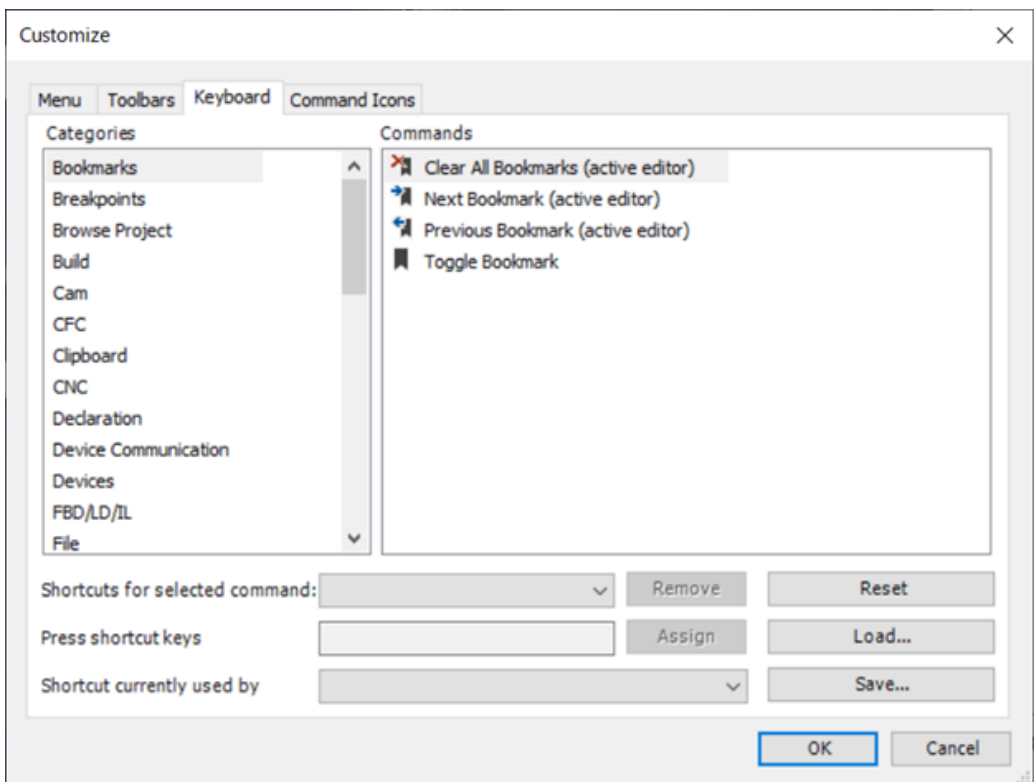 Customize
Menu Toolbars Keyboard Command Icons
Categories
Bookmarks
Breakpoints
Browse Project
Build
Cam
CFC
Clipboard
CNC
Declaration
Device Communication
Devices
FBD/LD/IL
File
Commands
Clear All Bookmarks (active editor)
Next Bookmark (active editor)
Previous Bookmark (active editor)
Toggle Bookmark
Shortcuts for selected command: Remove Reset
Press shortcut keys Assign Load...
Shortcut currently used by Save...
OK Cancel